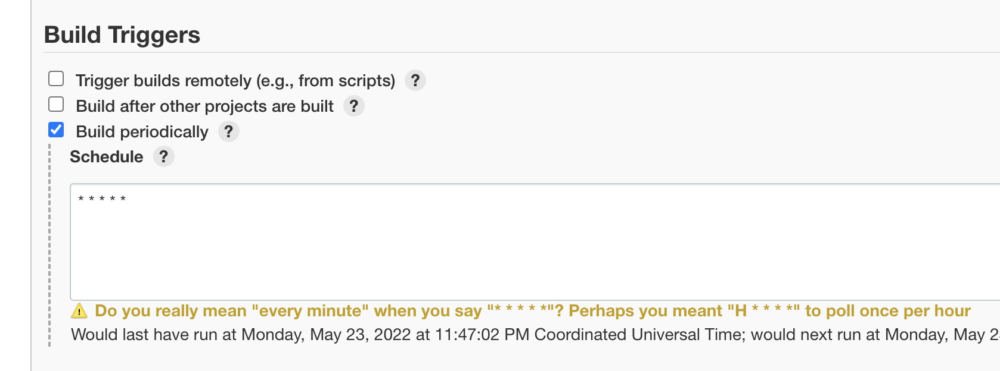 Build Triggers
Trigger builds remotely (e.g., from scripts) ?
Build after other projects are built ?
Build periodically ?
Schedule ?
* * * * *
Do you really mean "every minute" when you say "* * * * *"? Perhaps you meant "H * * * *" to poll once per hour
Would last have run at Monday, May 23, 2022 at 11:47:02 PM Coordinated Universal Time; would next run at Monday, May